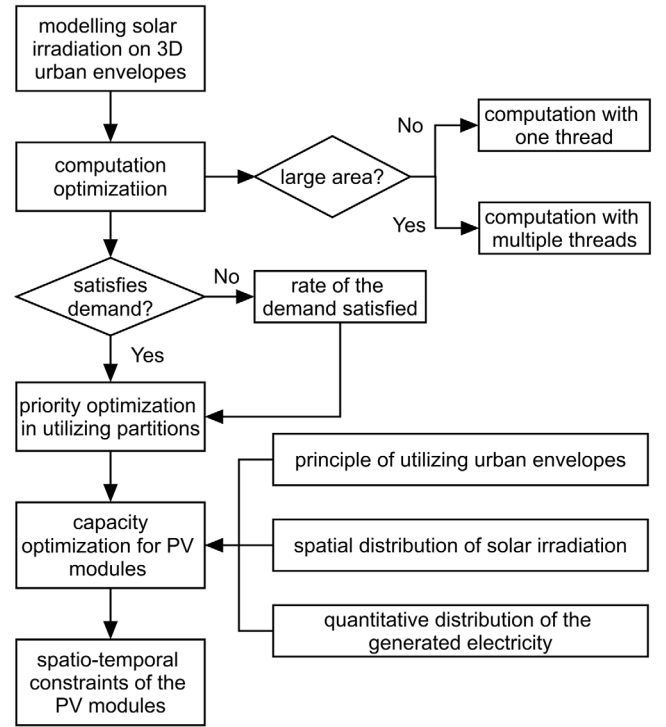 modelling solar
irradiation on 3D
urban envelopes
computation
optimizatiion
large area?
No
computation with
one thread
Yes
computation with
multiple threads
satisfies
demand?
No
rate of the
demand satisfied
Yes
priority optimization
in utilizing partitions
capacity
optimization for PV
modules
principle of utilizing urban envelopes
spatial distribution of solar irradiation
quantitative distribution of the
generated electricity
spatio-temporal
constraints of the
PV modules